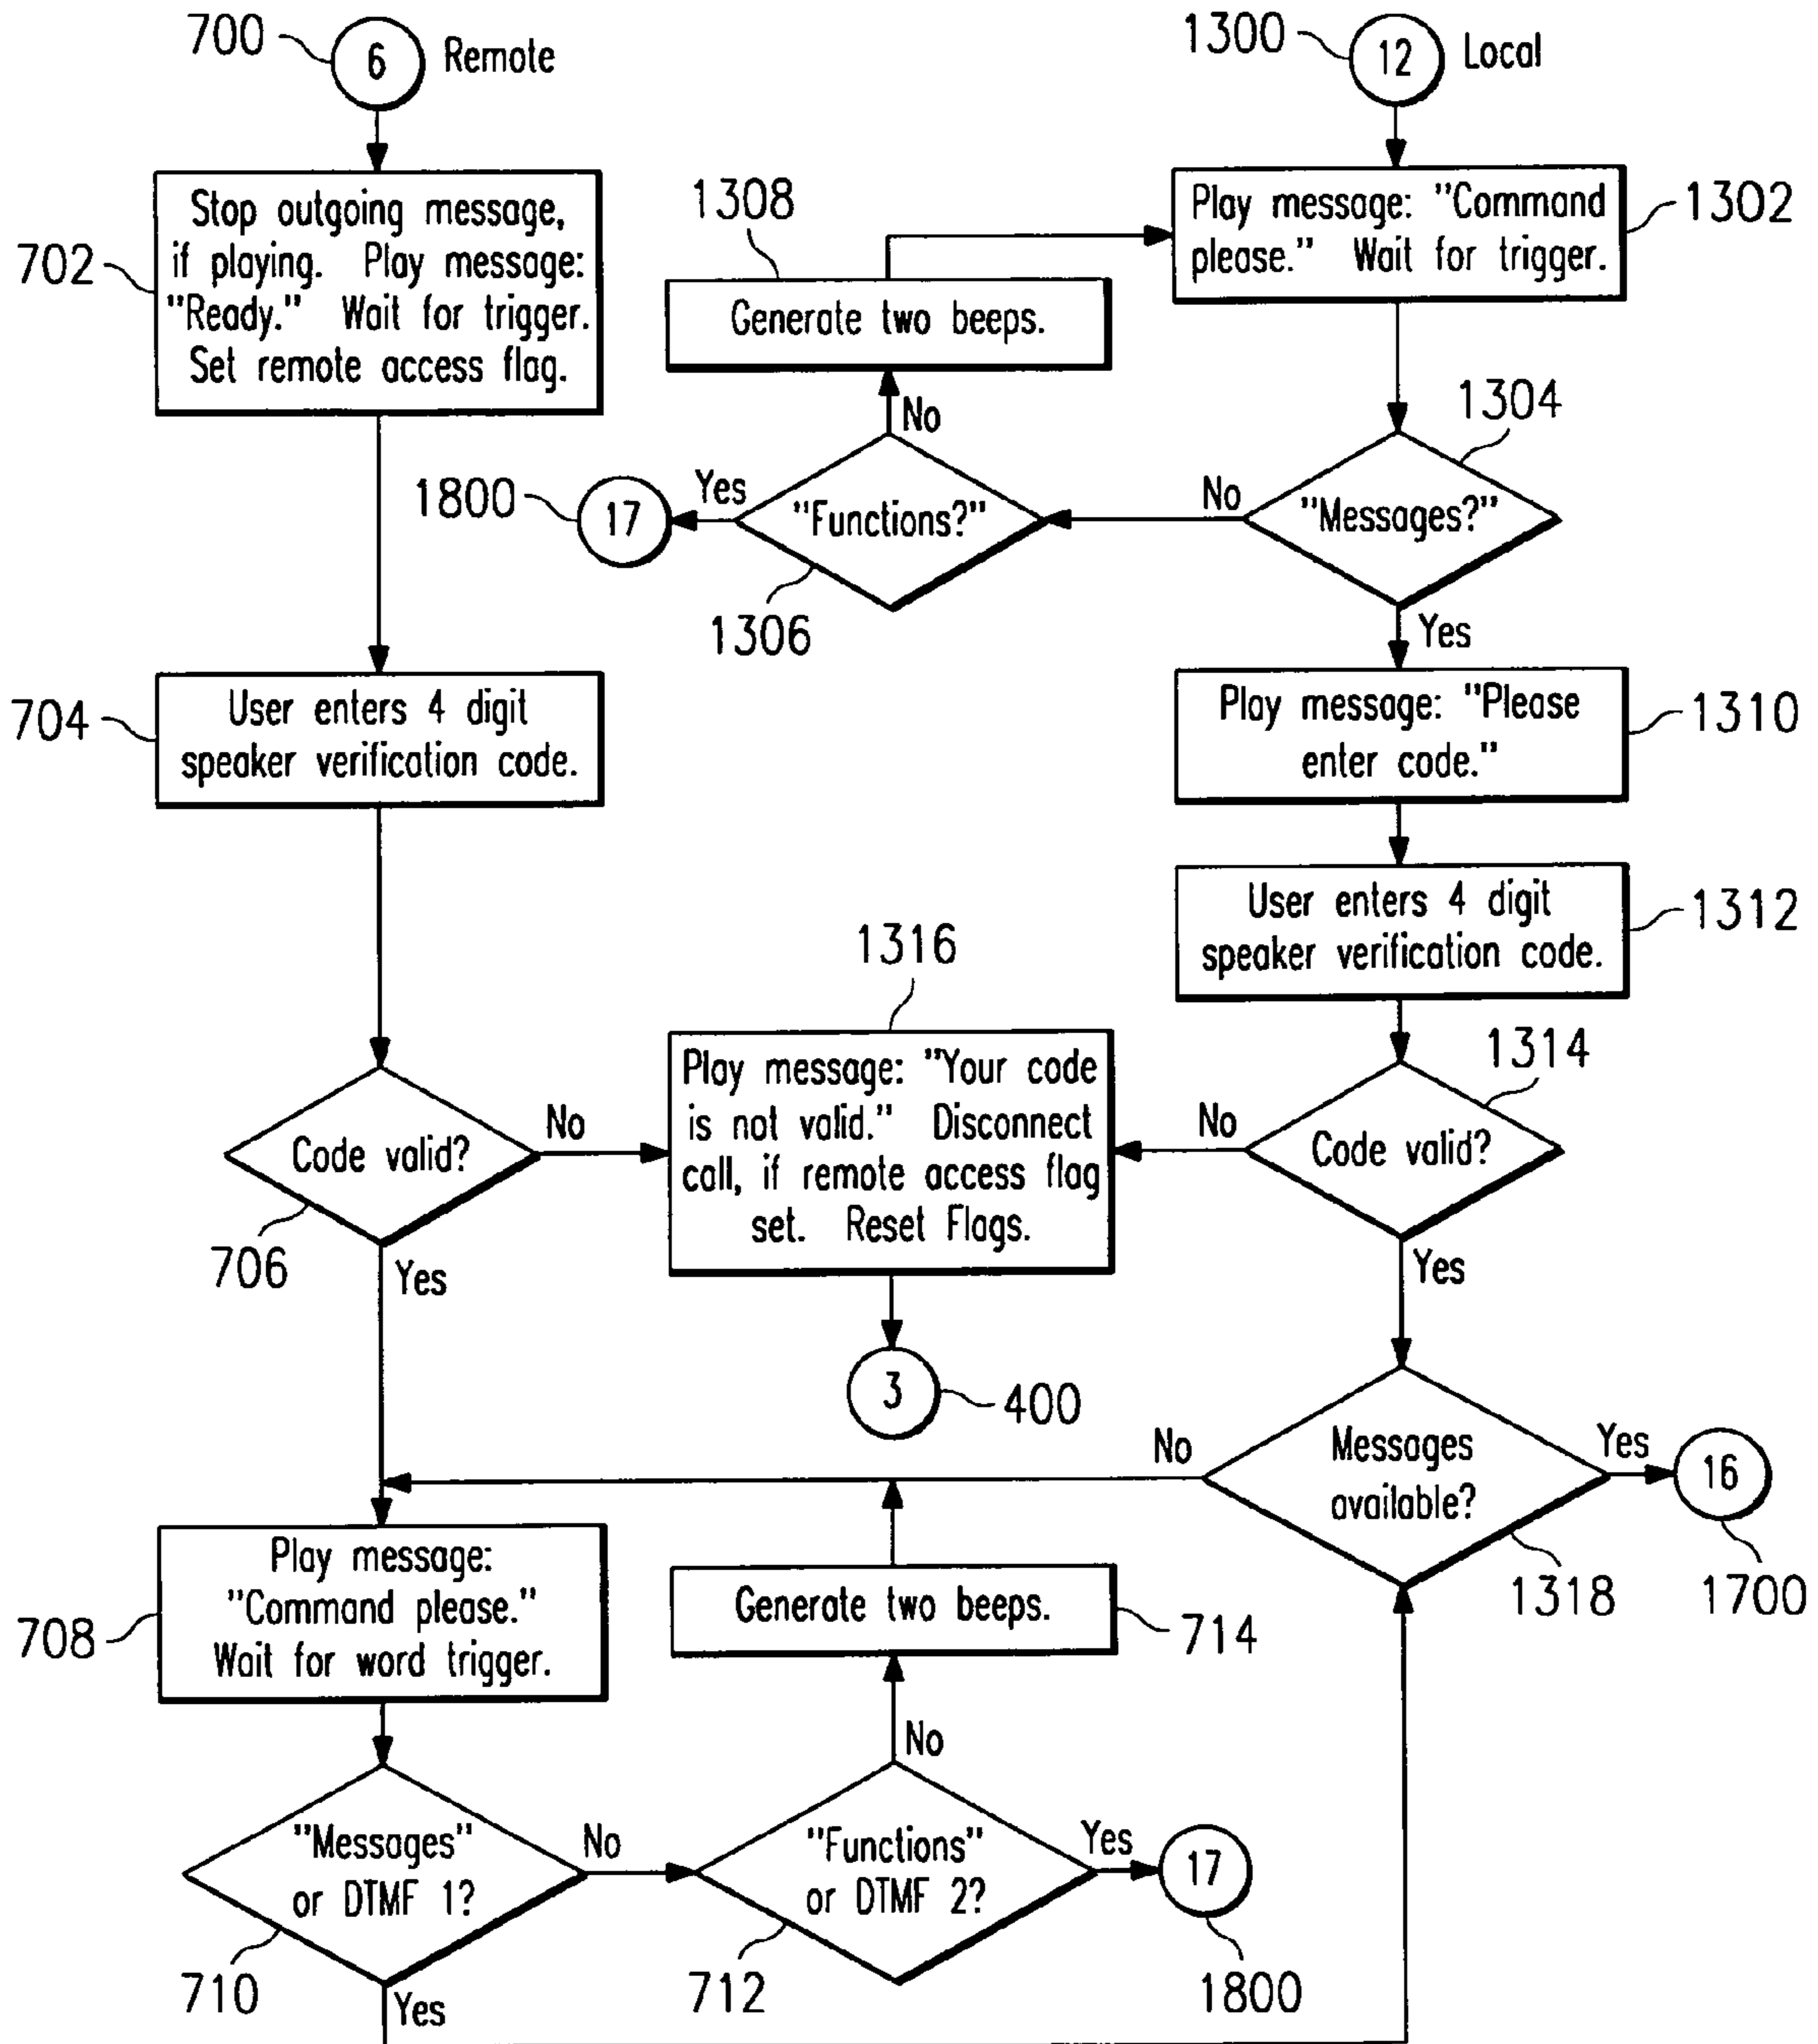 700
6
Remote
1300
12
Local
Stop outgoing message,
if playing. Play message:
"Ready." Wait for trigger.
Set remote access flag.
702
1308
Generate two beeps.
Play message: "Command
please." Wait for trigger.
1302
1304
No
1800
17
Yes
"Functions?"
1306
No
"Messages?"
Yes
704
User enters 4 digit
speaker verification code.
Play message: "Please
enter code."
1310
User enters 4 digit
speaker verification code.
1312
1316
Play message: "Your code
is not valid." Disconnect
call, if remote access flag
set. Reset Flags.
1314
Code valid?
No
706
Yes
No
Code valid?
Yes
3
400
No
Messages
available?
Yes
16
1318
1700
708
Play message:
"Command please."
Wait for word trigger.
Generate two beeps.
714
No
"Messages"
or DTMF 1?
No
"Functions"
or DTMF 2?
Yes
17
710
Yes
712
1800